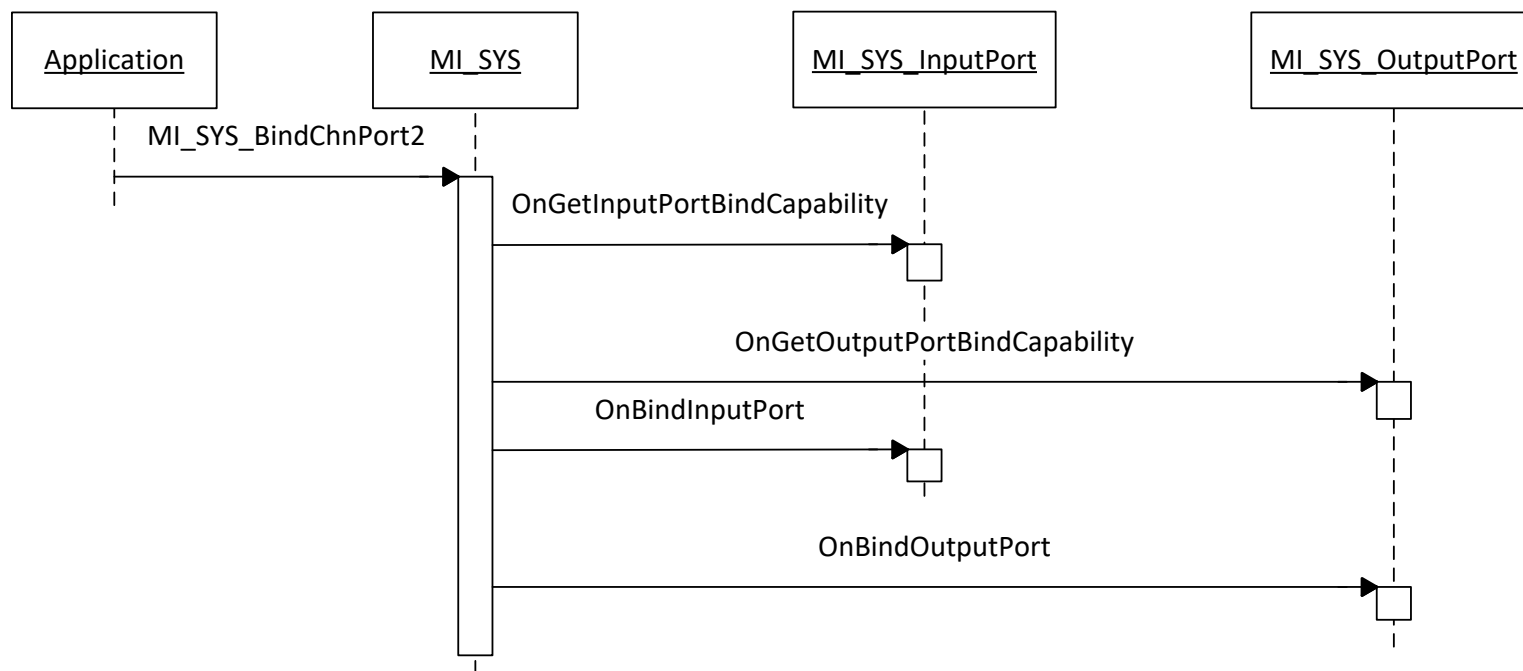 Application
MI_SYS
MI_SYS_InputPort
MI_SYS_OutputPort
MI_SYS_BindChnPort2
OnGetInputPortBindCapability
OnGetOutputPortBindCapability
OnBindInputPort
OnBindOutputPort